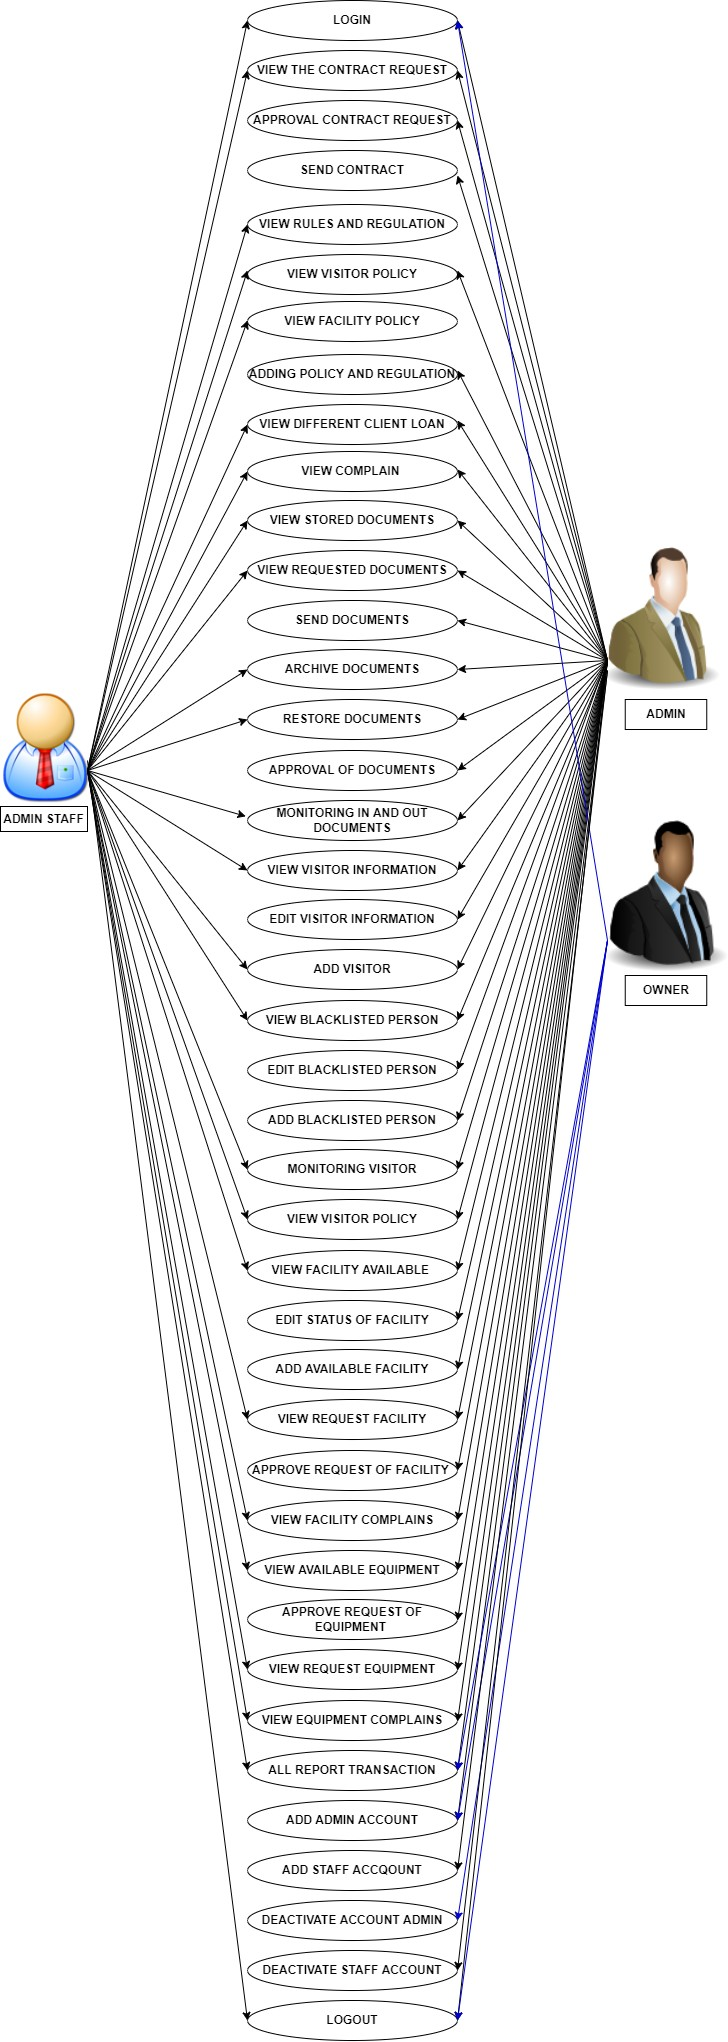 LOGIN
VIEW THE CONTRACT REQUEST
APPROVAL CONTRACT REQUEST
SEND CONTRACT
VIEW RULES AND REGULATION
VIEW VISITOR POLICY
VIEW FACILITY POLICY
ADDING POLICY AND REGULATION
VIEW DIFFERENT CLIENT LOAN
VIEW COMPLAIN
VIEW STORED DOCUMENTS
VIEW REQUESTED DOCUMENTS
SEND DOCUMENTS
ARCHIVE DOCUMENTS
ADMIN
RESTORE DOCUMENTS
APPROVAL OF DOCUMENTS
ADMIN STAFF
MONITORING IN AND OUT
DOCUMENTS
VIEW VISITOR INFORMATION
EDIT VISITOR INFORMATION
ADD VISITOR
OWNER
VIEW BLACKLISTED PERSON
EDIT BLACKLISTED PERSON
ADD BLACKLISTED PERSON
MONITORING VISITOR
VIEW VISITOR POLICY
VIEW FACILITY AVAILABLE
EDIT STATUS OF FACILITY
ADD AVAILABLE FACILITY
VIEW REQUEST FACILITY
APPROVE REQUEST OF FACILITY
VIEW FACILITY COMPLAINS
VIEW AVAILABLE EQUIPMENT
APPROVE REQUEST OF
EQUIPMENT
VIEW REQUEST EQUIPMENT
VIEW EQUIPMENT COMPLAINS
ALL REPORT TRANSACTION
ADD ADMIN ACCOUNT
ADD STAFF ACCQOUNT
DEACTIVATE ACCOUNT ADMIN
DEACTIVATE STAFF ACCOUNT
LOGOUT